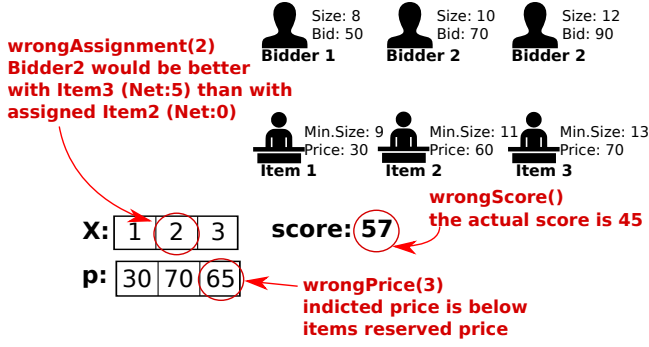 Size: 8
Bid: 50
Bidder 1
Size: 10
Bid: 70
Bidder 2
Size: 12
Bid: 90
Bidder 2
wrongAssignment(2)
Bidder2 would be better
with Item3 (Net:5) than with
assigned Item2 (Net:0)
Min.Size: 9
Price: 30
Item 1
Min.Size: 11
Price: 60
Item 2
Min.Size: 13
Price: 70
Item 3
wrongScore()
the actual score is 45
X: 1 2 3
score: 57
p: 30 70 65
wrongPrice(3)
indicted price is below
items reserved price